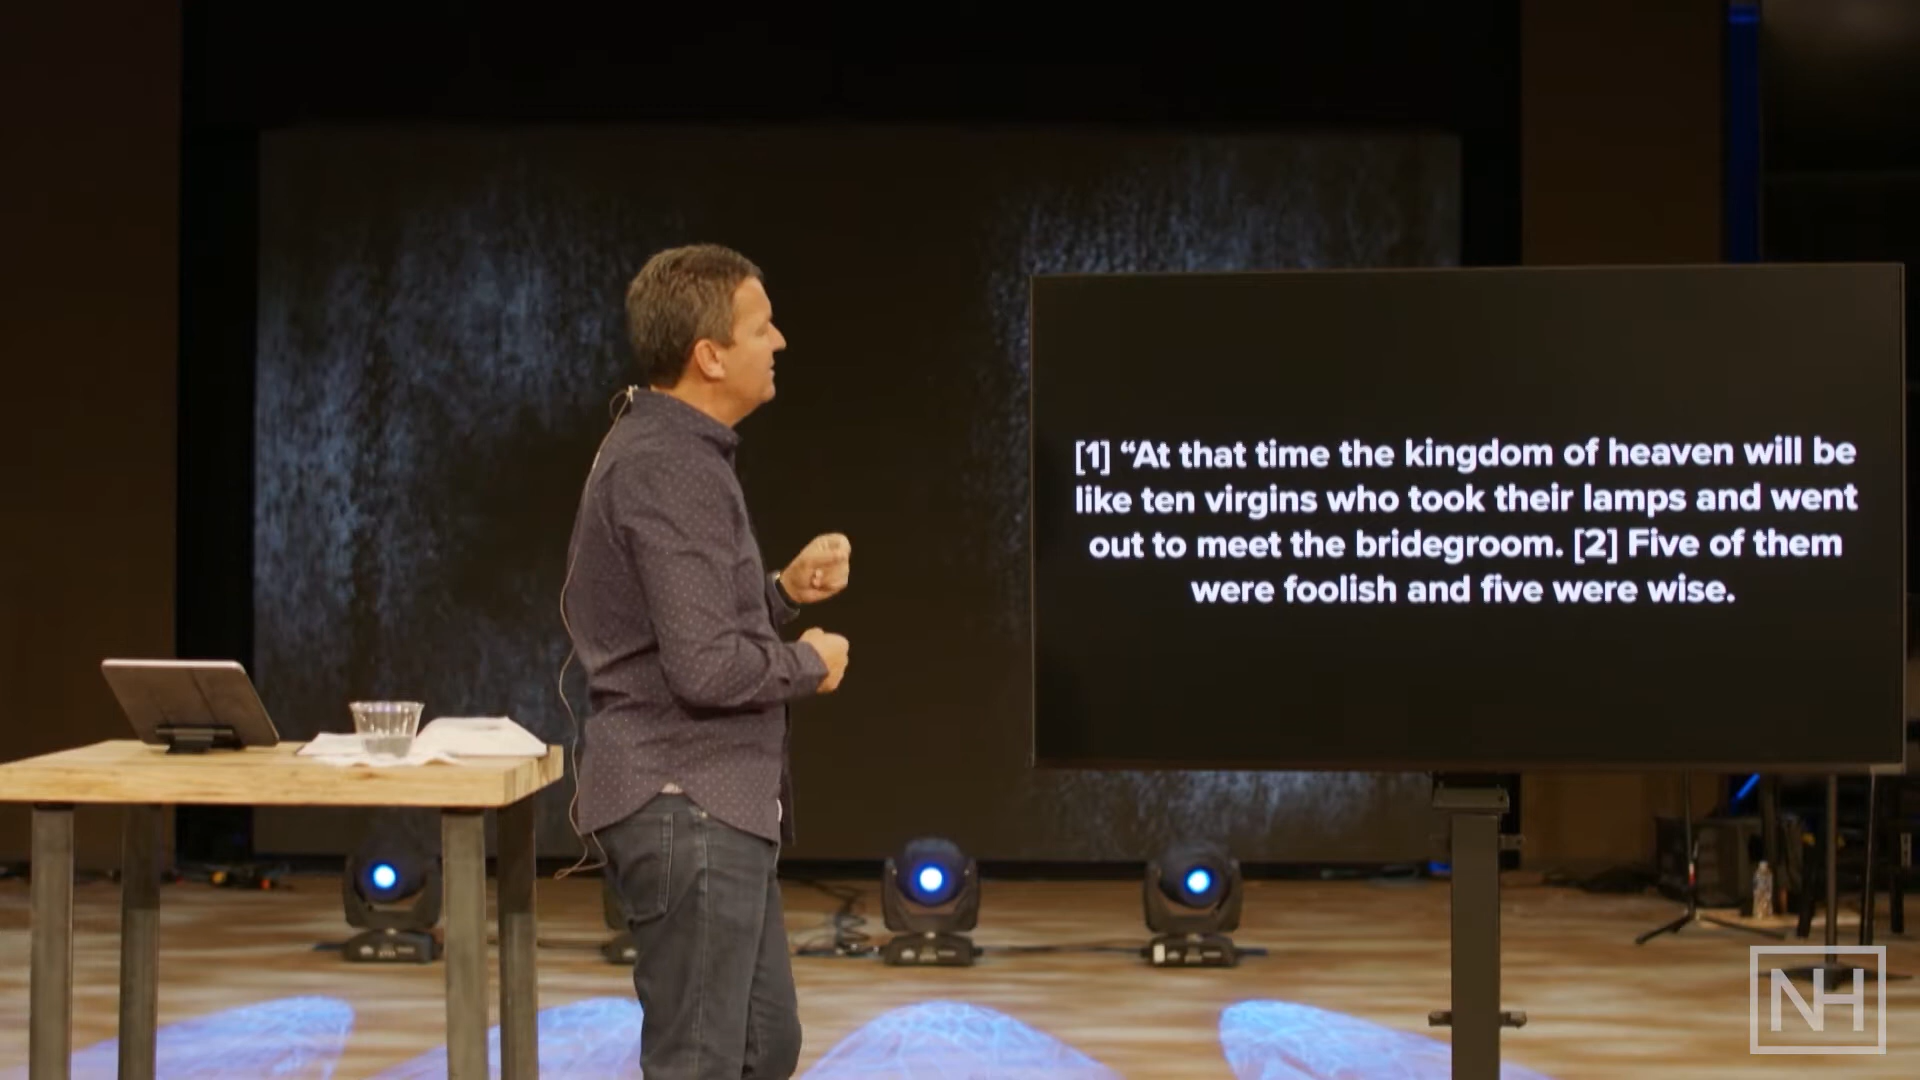 [1] “At that time the kingdom of heaven will be
like ten virgins who took their lamps and went
out to meet the bridegroom. [2] Five of them
were foolish and five were wise.
NH